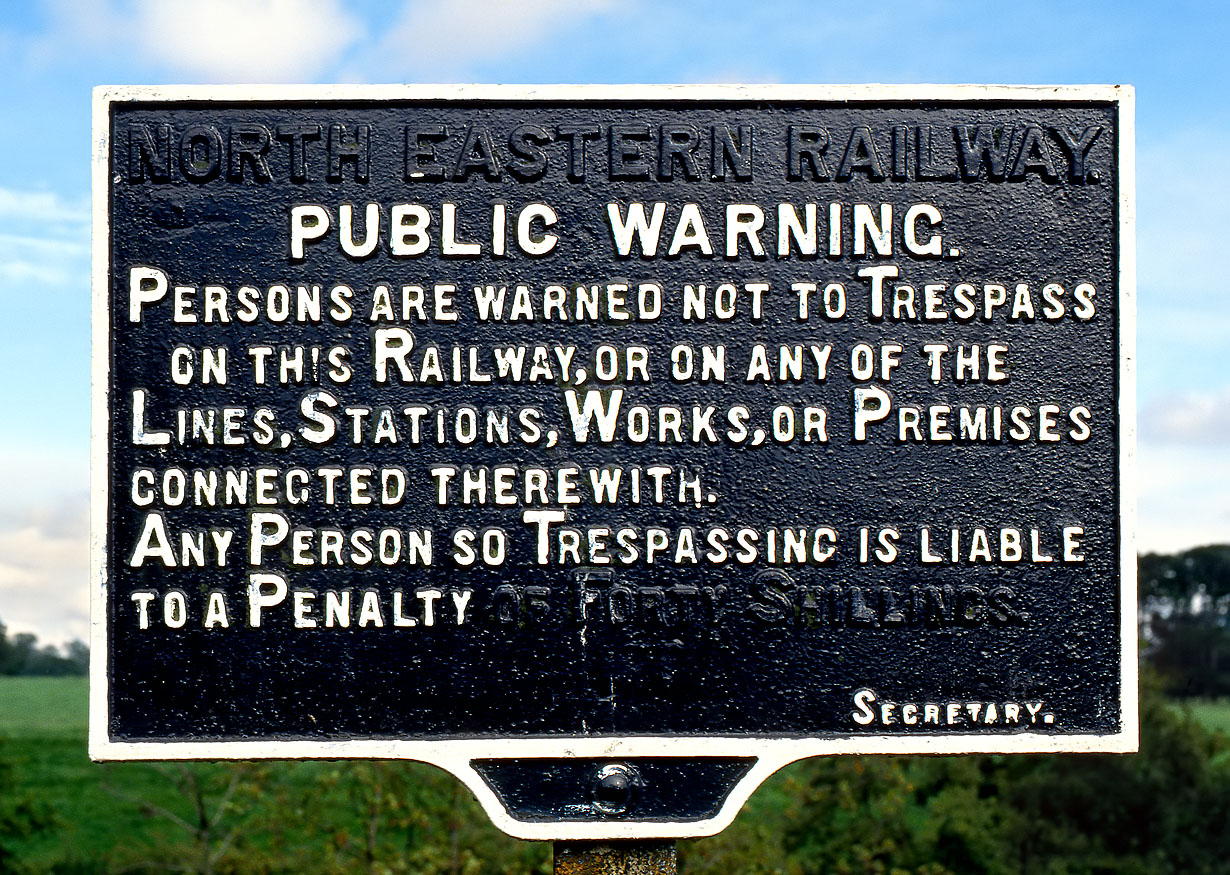 NORTH EASTERN RAILWAY.
PUBLIC WARNING.
PERSONS ARE WARNED NOT TO TRESPASS
ON THIS RAILWAY, OR ON ANY OF THE
LINES, STATIONS, WORKS, OR PREMISES
CONNECTED THEREWITH.
ANY PERSON SO TRESPASSING IS LIABLE
TO A PENALTY OF FORTY SHILLINGS.
SECRETARY.